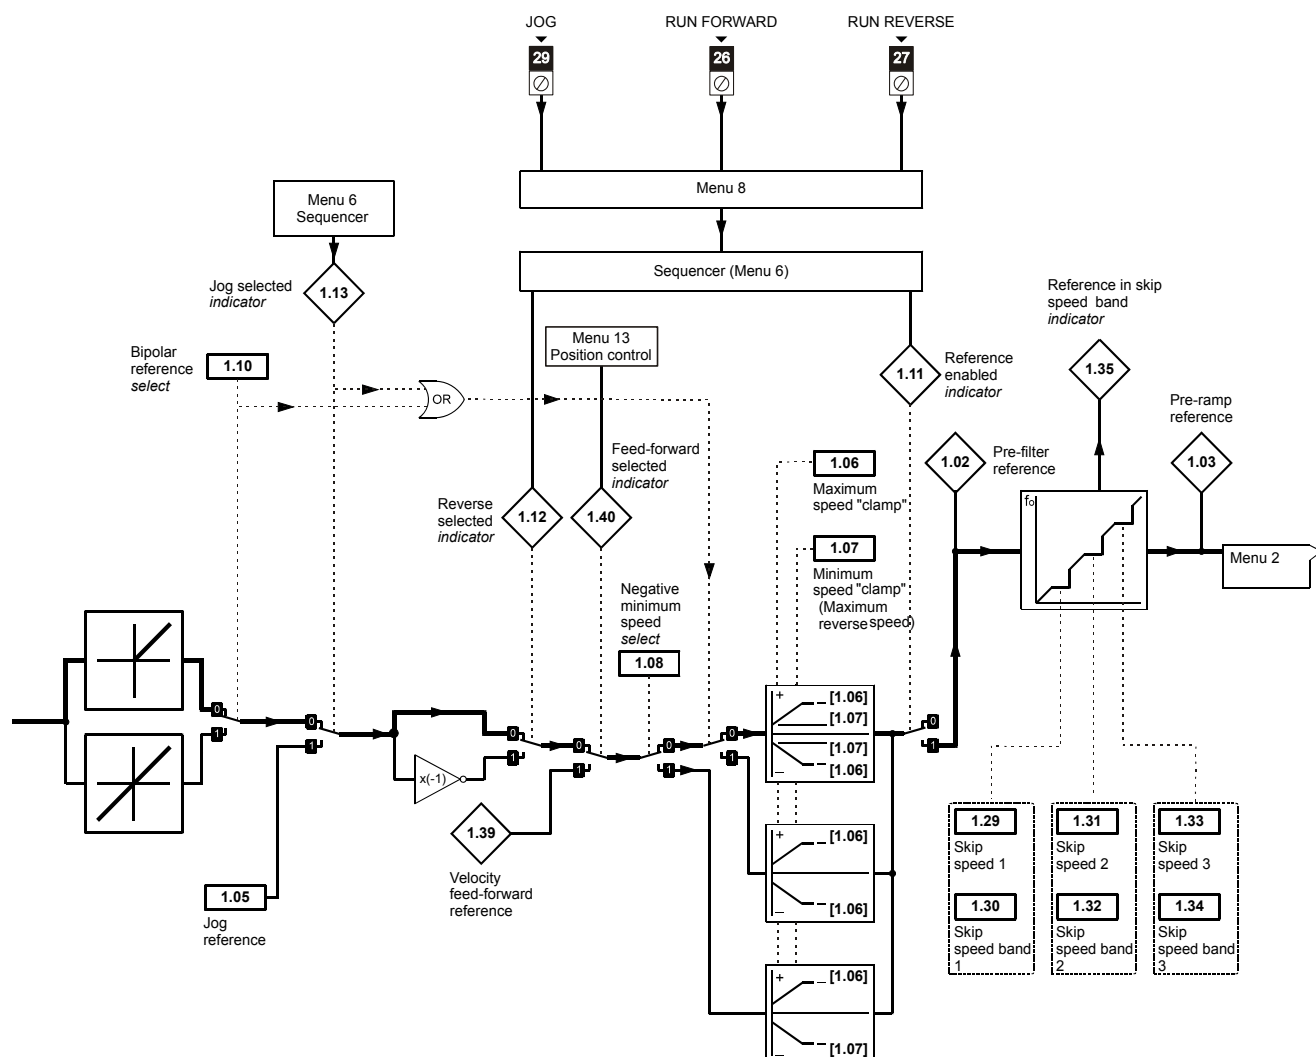 JOG
RUN FORWARD
RUN REVERSE
29
26
27
Menu 8
Menu 6
Sequencer
Sequencer (Menu 6)
Jog selected
indicator
1.13
Reference in skip
speed band
indicator
Menu 13
Position control
Bipolar
reference
select
1.10
OR
1.11
Reference
enabled
indicator
1.35
Pre-ramp
reference
Feed-forward
selected
indicator
1.06
Maximum
speed "clamp"
1.02
Pre-filter
reference
1.03
Reverse
selected
indicator
1.12
1.40
fo
1.07
Minimum
speed "clamp"
(Maximum
reverse speed)
Menu 2
Negative
minimum
speed
select
1.08
+
[1.06]
[1.07]
[1.07]
_
[1.06]
0
1
0
1
0
1
0
1
0
1
0
1
0
1
x(-1)
1.39
Velocity
feed-forward
reference
+
[1.06]
_
[1.06]
1.29
Skip
speed 1
1.31
Skip
speed 2
1.33
Skip
speed 3
1.05
Jog
reference
1.30
Skip
speed band
1
1.32
Skip
speed band
2
1.34
Skip
speed band
3
+
[1.06]
_
[1.07]